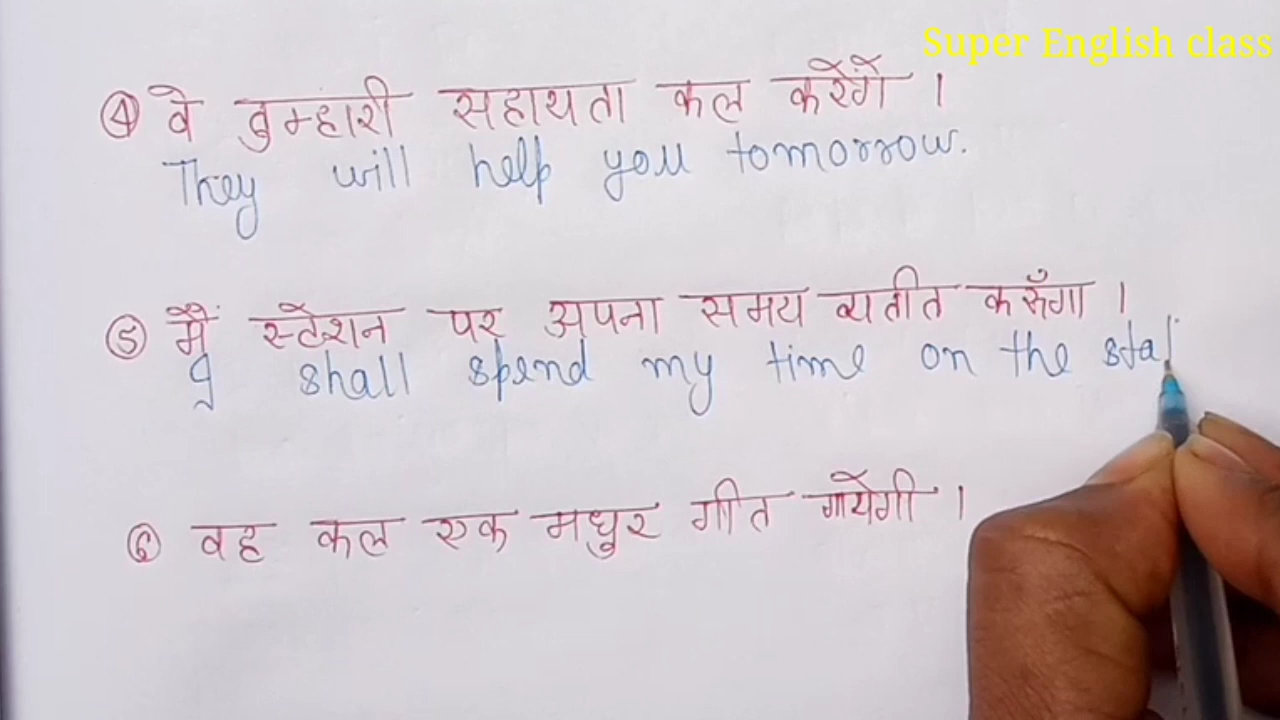 Super English class
④ वे तुम्हारी सहायता कल करेंगें ।
They will help you tomorrow.
⑤ मैं स्टेशन पर अपना समय व्यतीत करुँगा ।
I shall spend my time on the sta
⑥ वह कल एक मधुर गीत गायेगी ।